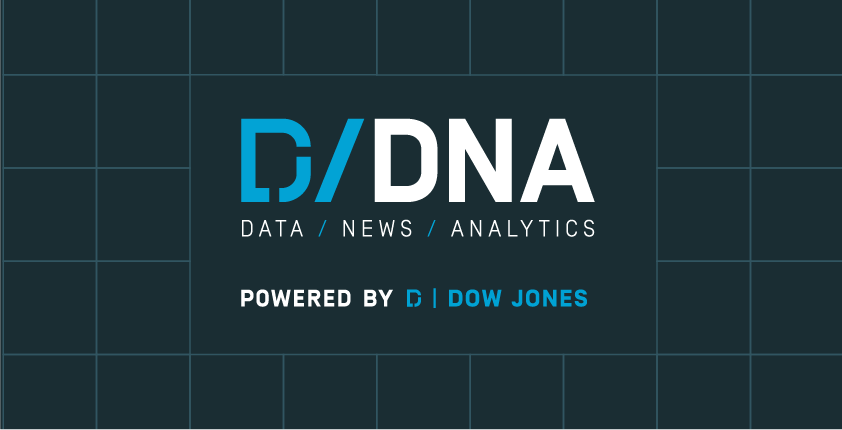 D/DNA
DATA / NEWS / ANALYTICS
POWERED BY D | DOW JONES